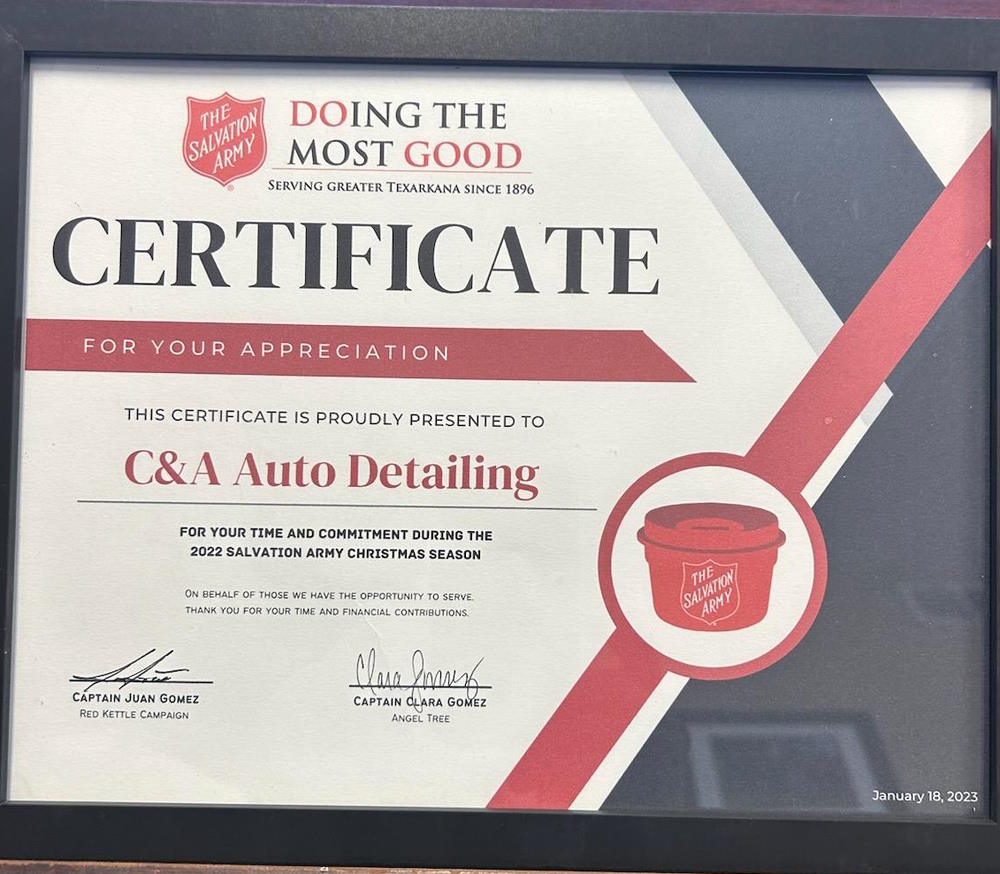 THE
SALVATION
ARMY
DOING THE
MOST GOOD
SERVING GREATER TEXARKANA SINCE 1896
CERTIFICATE
FOR YOUR APPRECIATION
THIS CERTIFICATE IS PROUDLY PRESENTED TO
C&A Auto Detailing
FOR YOUR TIME AND COMMITMENT DURING THE
2022 SALVATION ARMY CHRISTMAS SEASON
ON BEHALF OF THOSE WE HAVE THE OPPORTUNITY TO SERVE,
THANK YOU FOR YOUR TIME AND FINANCIAL CONTRIBUTIONS.
THE
SALVATION
ARMY
Clara Gomez
CAPTAIN JUAN GOMEZ
RED KETTLE CAMPAIGN
CAPTAIN CLARA GOMEZ
ANGEL TREE
January 18, 2023